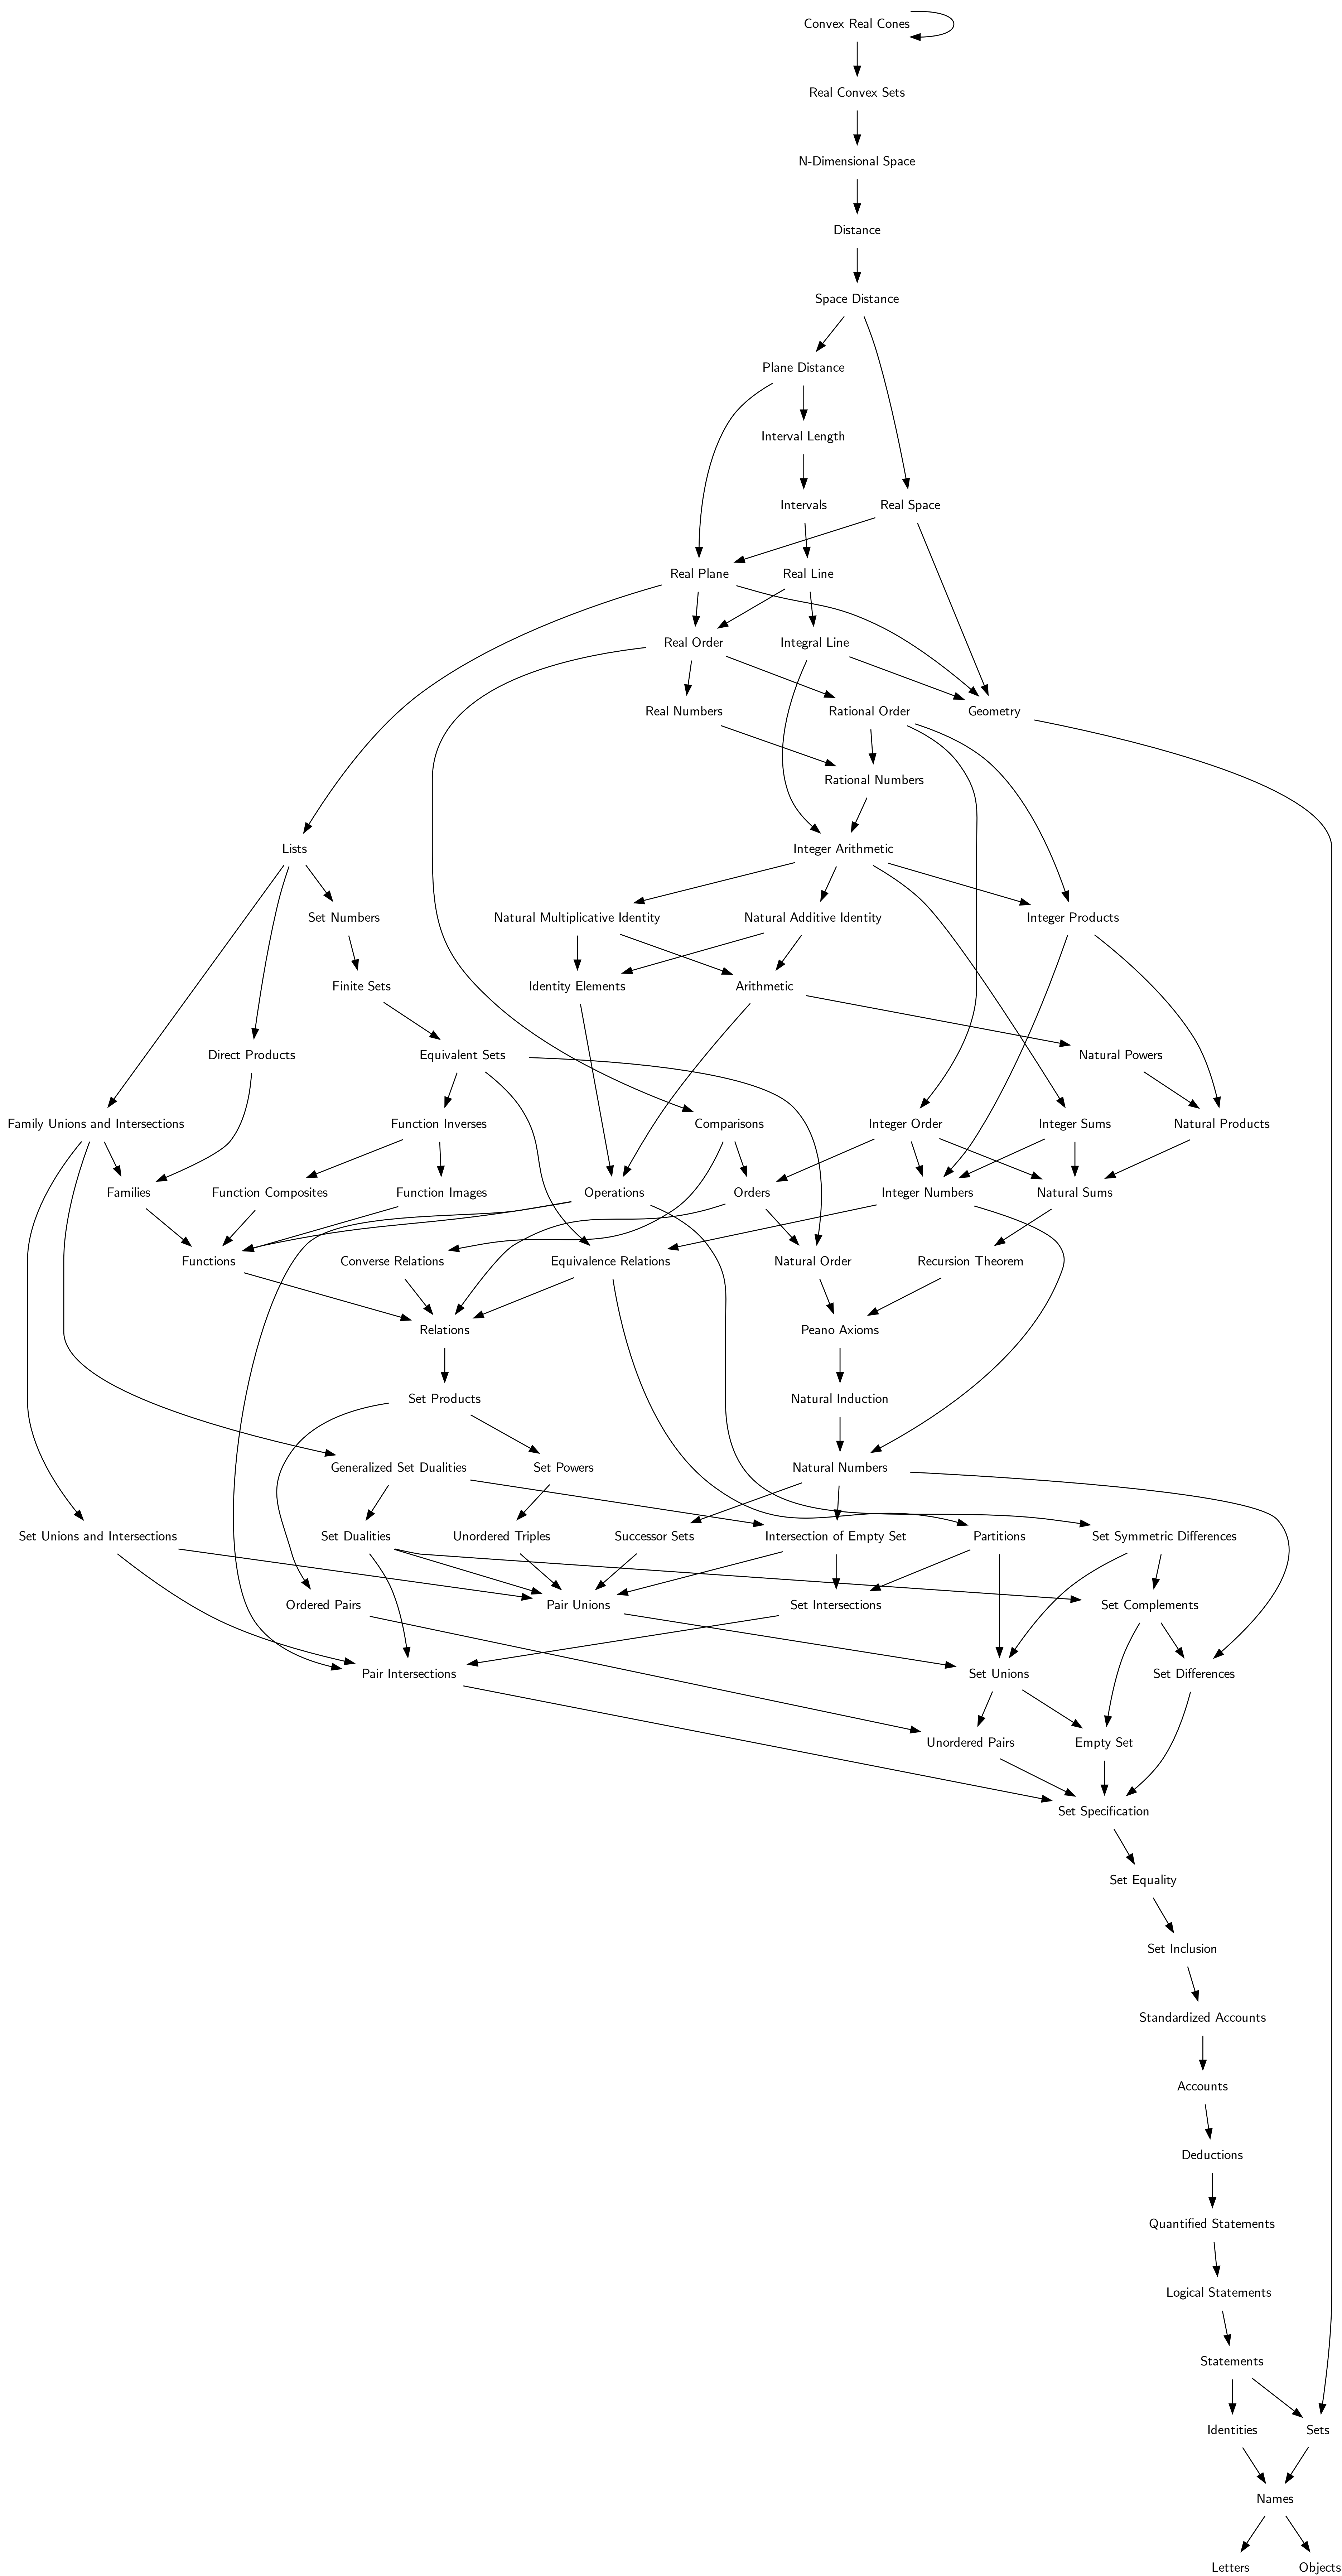 Convex Real Cones
Real Convex Sets
N-Dimensional Space
Distance
Space Distance
Plane Distance
Interval Length
Intervals
Real Space
Real Plane
Real Line
Real Order
Integral Line
Real Numbers
Rational Order
Geometry
Rational Numbers
Lists
Integer Arithmetic
Set Numbers
Natural Multiplicative Identity
Natural Additive Identity
Integer Products
Finite Sets
Identity Elements
Arithmetic
Direct Products
Equivalent Sets
Natural Powers
Family Unions and Intersections
Function Inverses
Comparisons
Integer Order
Integer Sums
Natural Products
Families
Function Composites
Function Images
Operations
Orders
Integer Numbers
Natural Sums
Functions
Converse Relations
Equivalence Relations
Natural Order
Recursion Theorem
Relations
Peano Axioms
Set Products
Natural Induction
Generalized Set Dualities
Set Powers
Natural Numbers
Set Unions and Intersections
Set Dualities
Unordered Triples
Successor Sets
Intersection of Empty Set
Partitions
Set Symmetric Differences
Ordered Pairs
Pair Unions
Set Intersections
Set Complements
Pair Intersections
Set Unions
Set Differences
Unordered Pairs
Empty Set
Set Specification
Set Equality
Set Inclusion
Standardized Accounts
Accounts
Deductions
Quantified Statements
Logical Statements
Statements
Identities
Sets
Names
Letters
Objects